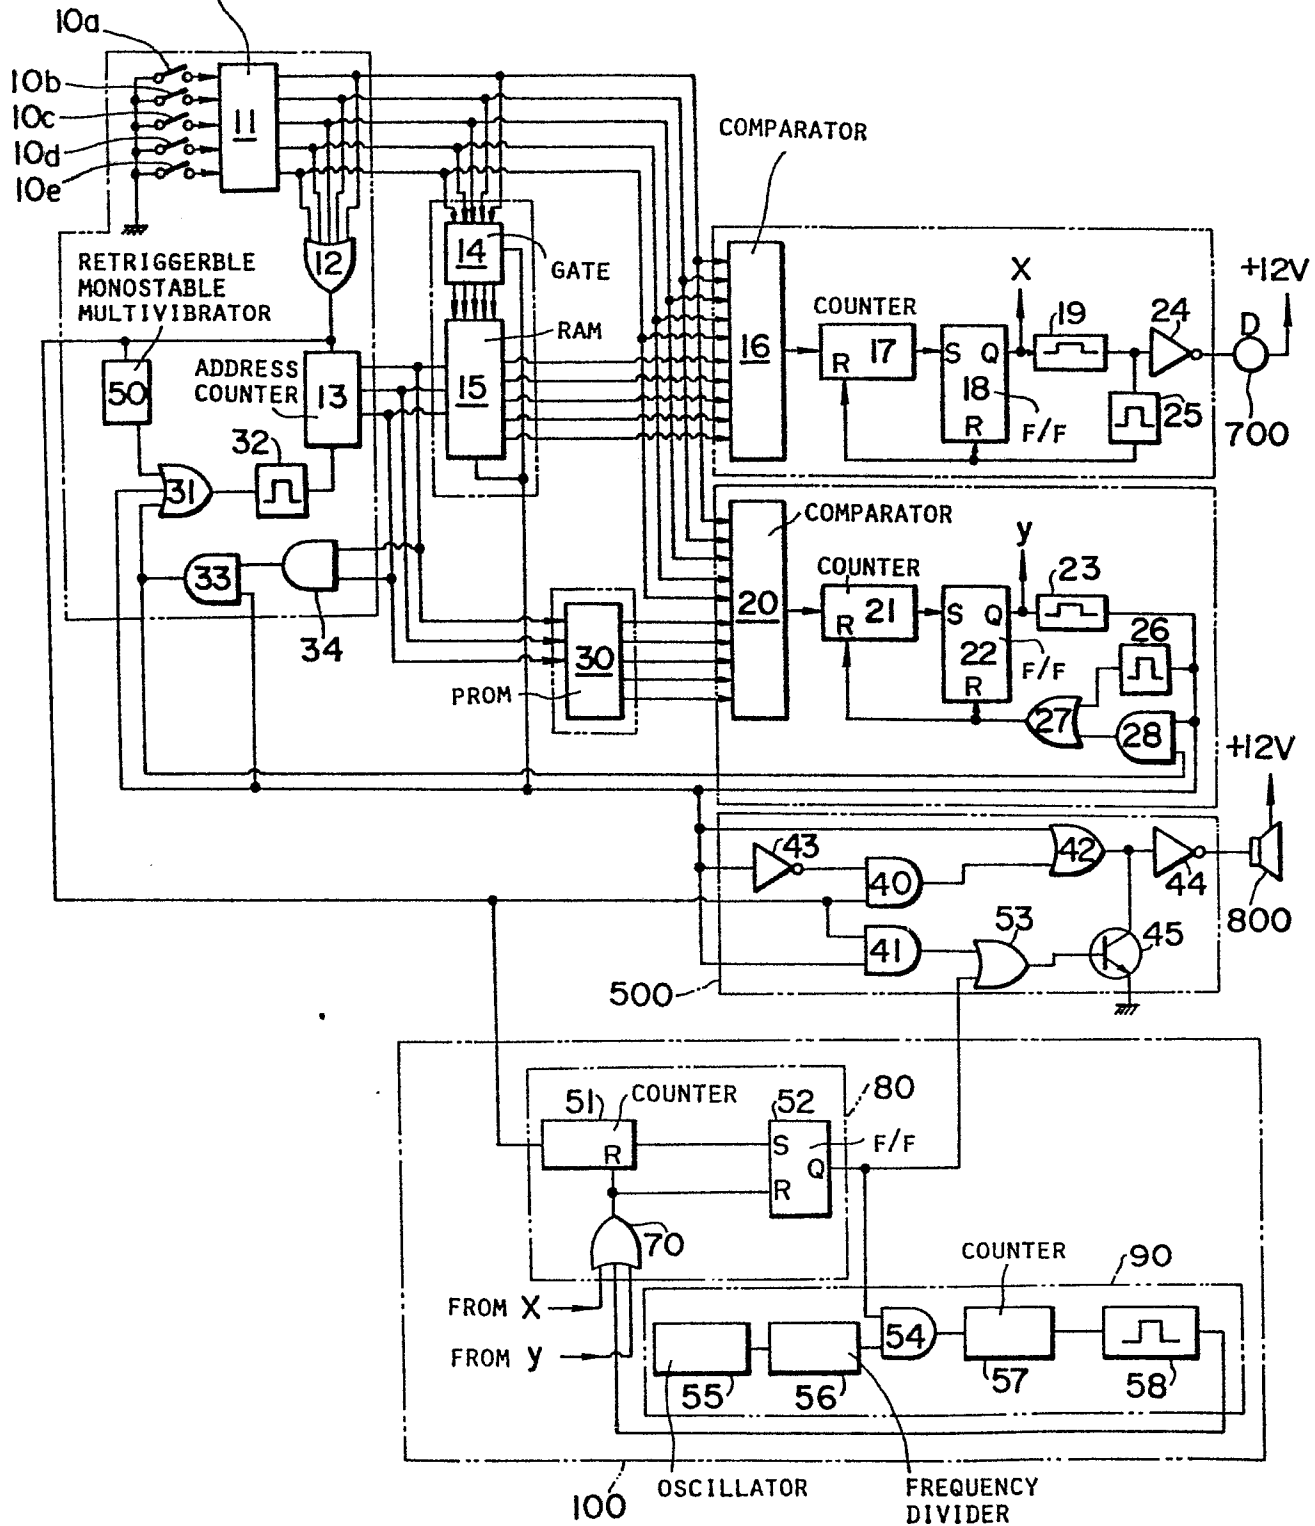 10a
10b
10c
10d
10e
11
12
RETRIGGERBLE
MONOSTABLE
MULTIVIBRATOR
50
ADDRESS
COUNTER
13
32
31
33
34
14
GATE
RAM
15
PROM
30
COMPARATOR
16
COUNTER
R 17
S Q
18
R
F/F
X
19
24
25
D
+12V
700
COMPARATOR
20
COUNTER
R 21
S Q
22
R
F/F
y
23
26
27
28
+12V
43
40
41
42
53
44
45
800
500
51
COUNTER
R
52
S
Q
R
F/F
80
70
FROM X
FROM y
COUNTER
90
54
55
56
57
58
OSCILLATOR
FREQUENCY
DIVIDER
100